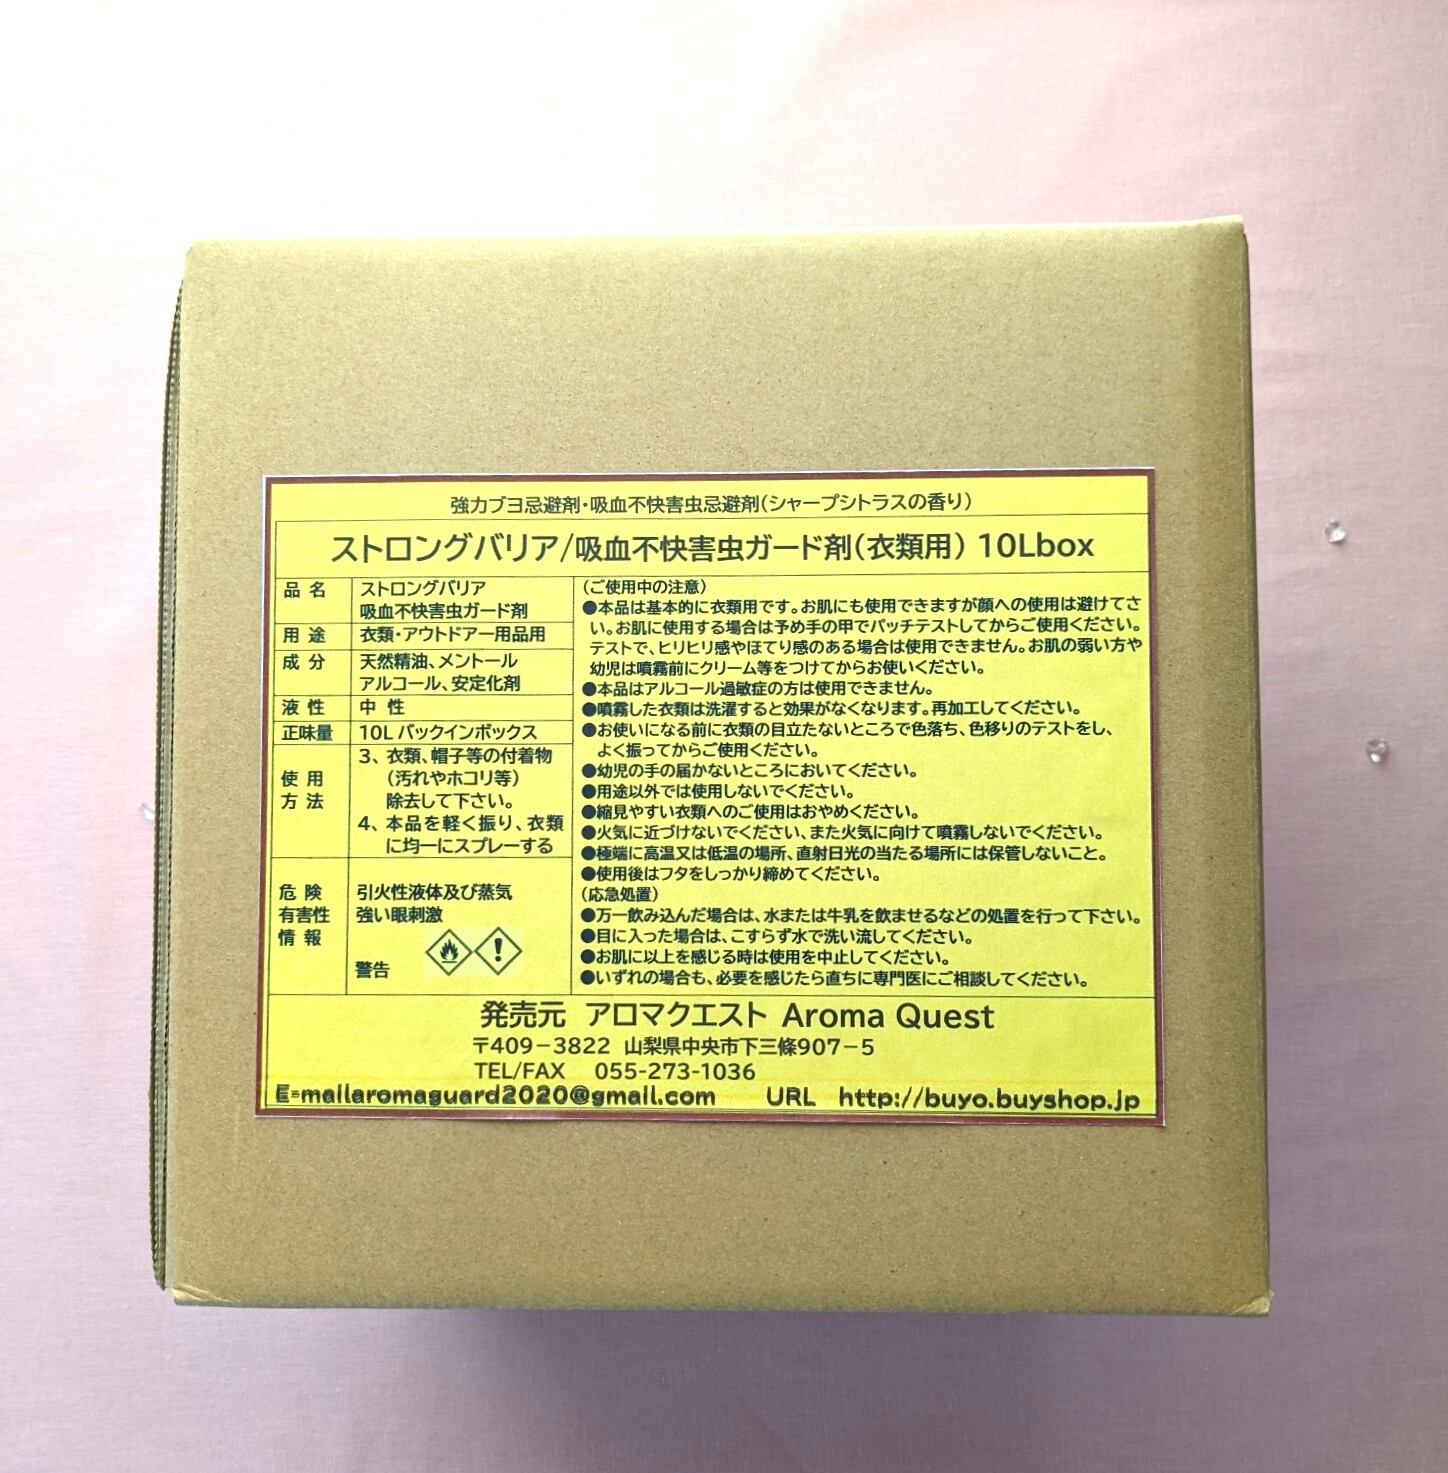 強力ブヨ忌避剤・吸血不快害虫忌避剤（シャープシトラスの香り）
ストロングバリア/吸血不快害虫ガード剤（衣類用） 10Lbox
品 名 ストロングバリア
吸血不快害虫ガード剤
用 途 衣類・アウトドアー用品用
成 分 天然精油、メントール
アルコール、安定化剤
液 性 中 性
正味量 10L バックインボックス
使 用
方 法
3、衣類、帽子等の付着物
（汚れやホコリ等）
除去して下さい。
4、本品を軽く振り、衣類
に均一にスプレーする
危 険
有害性
情 報
引火性液体及び蒸気
強い眼刺激
警告
（ご使用中の注意）
●本品は基本的に衣類用です。お肌にも使用できますが顔への使用は避けてさ
い。お肌に使用する場合は予め手の甲でパッチテストしてからご使用ください。
テストで、ヒリヒリ感やほてり感のある場合は使用できません。お肌の弱い方や
幼児は噴霧前にクリーム等をつけてからお使いください。
●本品はアルコール過敏症の方は使用できません。
●噴霧した衣類は洗濯すると効果がなくなります。再加工してください。
●お使いになる前に衣類の目立たないところで色落ち、色移りのテストをし、
よく振ってからご使用ください。
●幼児の手の届かないところにおいてください。
●用途以外では使用しないでください。
●縮見やすい衣類へのご使用はおやめください。
●火気に近づけないでください、また火気に向けて噴霧しないでください。
●極端に高温又は低温の場所、直射日光の当たる場所には保管しないこと。
●使用後はフタをしっかり締めてください。
（応急処置）
●万一飲み込んだ場合は、水または牛乳を飲ませるなどの処置を行って下さい。
●目に入った場合は、こすらず水で洗い流してください。
●お肌に以上を感じる時は使用を中止してください。
●いずれの場合も、必要を感じたら直ちに専門医にご相談してください。
発売元 アロマクエスト Aroma Quest
〒409－3822 山梨県中央市下三條907－5
TEL/FAX 055-273-1036
E-mailaromaguard2020@gmail.com URL http://buyo.buyshop.jp